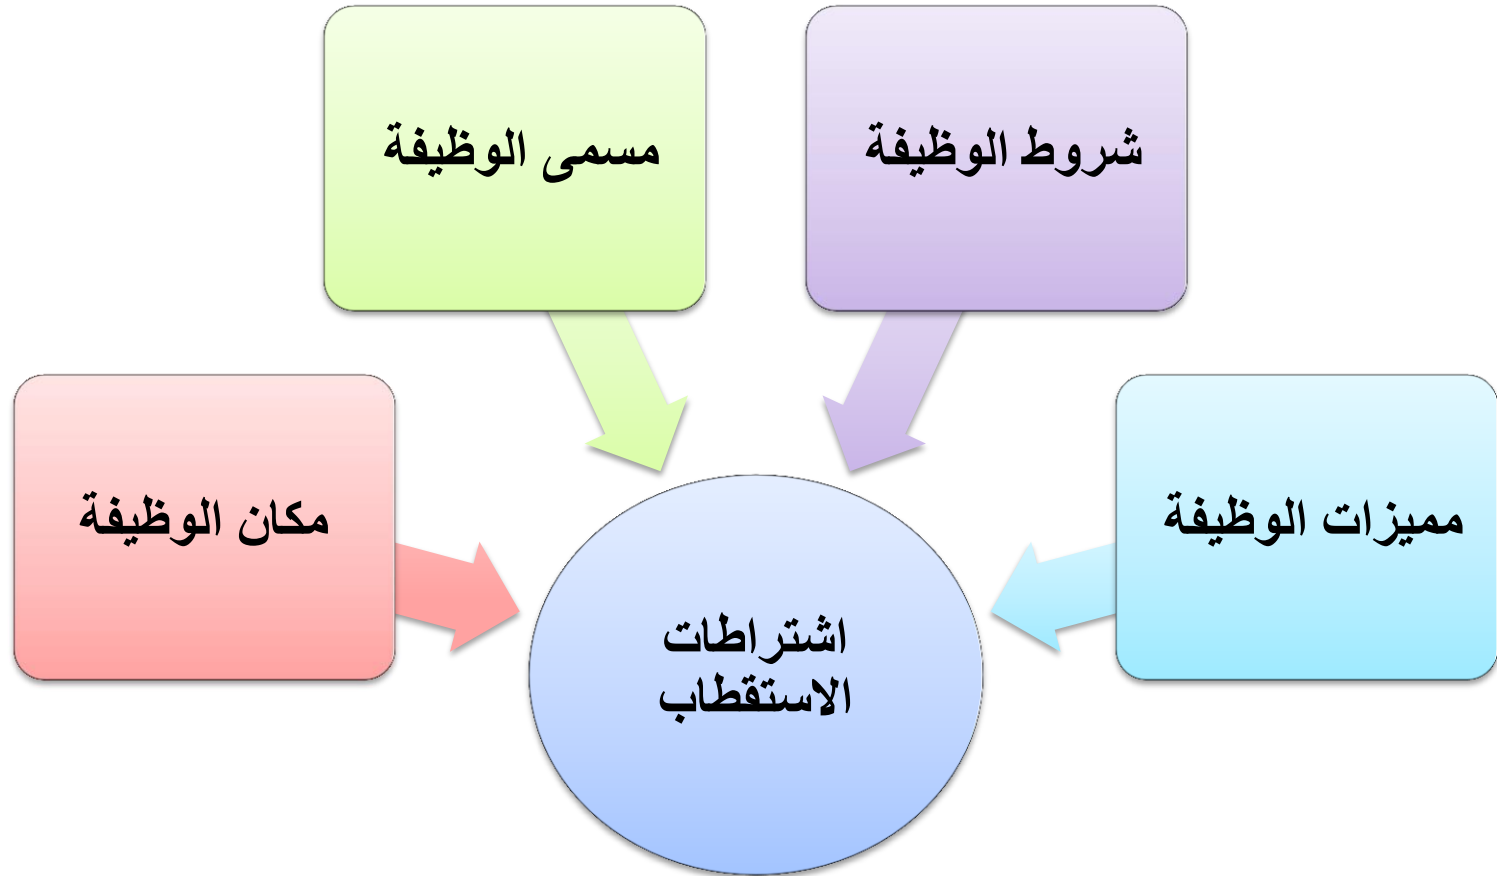 شروط الوظيفة
مسمى الوظيفة
مميزات الوظيفة
مكان الوظيفة
اشتراطات
الاستقطاب